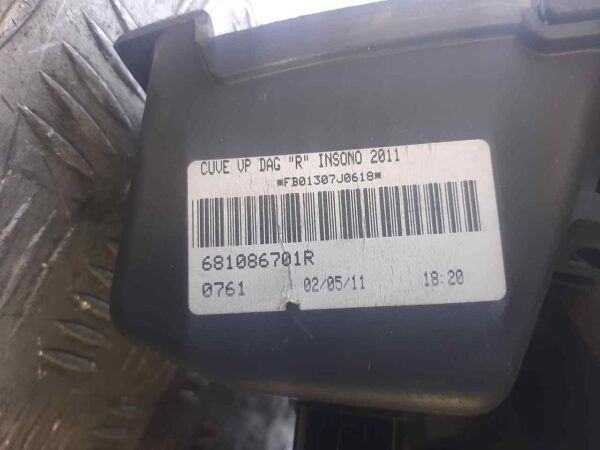 CUVE VP DAG "R" INSONO 2011
*FB01307J0618*
681086701R
0761 02/05/11 18:20